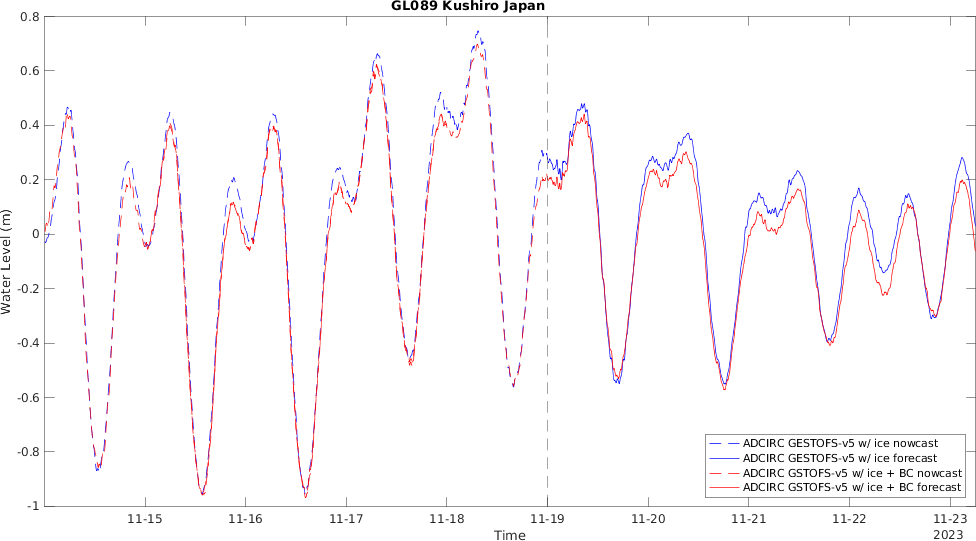 GL089 Kushiro Japan
0.8
0.6
0.4
0.2
0
-0.2
-0.4
-0.6
-0.8
-1
Water Level (m)
11-15
11-16
11-17
11-18
11-19
11-20
11-21
11-22
11-23
Time
2023
ADCIRC GESTOFS-v5 w/ ice nowcast
ADCIRC GESTOFS-v5 w/ ice forecast
ADCIRC GSTOFS-v5 w/ ice + BC nowcast
ADCIRC GSTOFS-v5 w/ ice + BC forecast